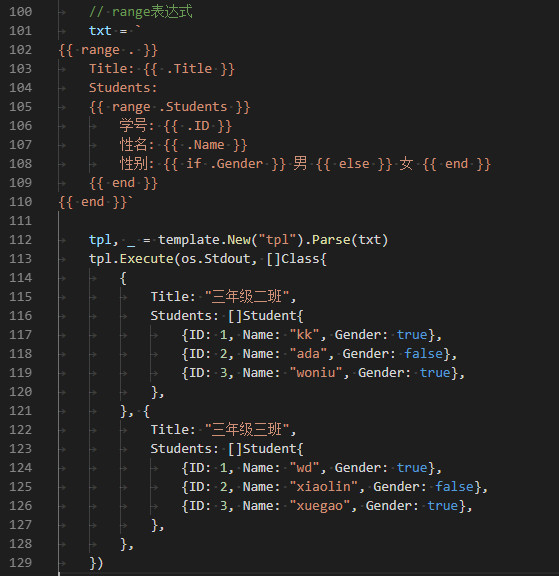 100 // range表达式
101 txt = `
102 {{ range . }}
103 Title: {{ .Title }}
104 Students:
105 {{ range .Students }}
106 学号: {{ .ID }}
107 性名: {{ .Name }}
108 性别: {{ if .Gender }} 男 {{ else }} 女 {{ end }}
109 {{ end }}
110 {{ end }}`
111
112 tpl, _ = template.New("tpl").Parse(txt)
113 tpl.Execute(os.Stdout, []Class{
114 {
115 Title: "三年级二班",
116 Students: []Student{
117 {ID: 1, Name: "kk", Gender: true},
118 {ID: 2, Name: "ada", Gender: false},
119 {ID: 3, Name: "woniu", Gender: true},
120 },
121 }, {
122 Title: "三年级三班",
123 Students: []Student{
124 {ID: 1, Name: "wd", Gender: true},
125 {ID: 2, Name: "xiaolin", Gender: false},
126 {ID: 3, Name: "xuegao", Gender: true},
127 },
128 },
129 })